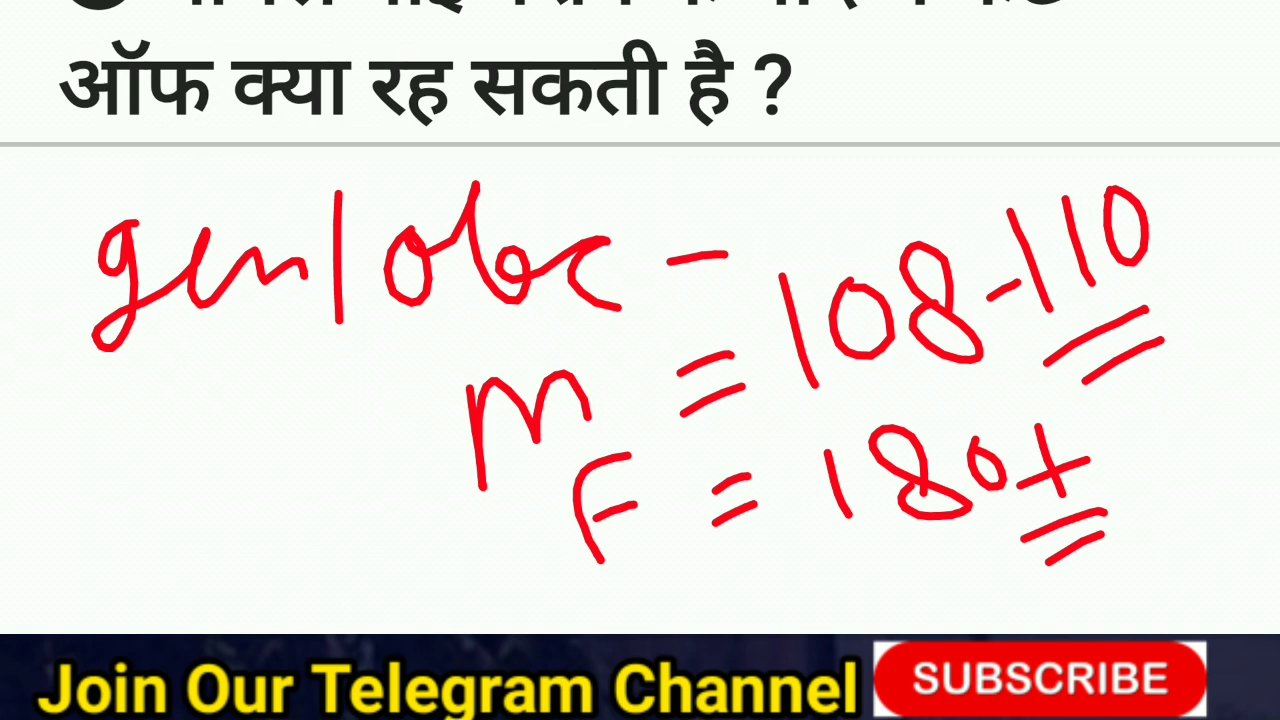 ऑफ क्या रह सकती है ?
gen/obc -
M = 108-110
F = 180+
Join Our Telegram Channel SUBSCRIBE